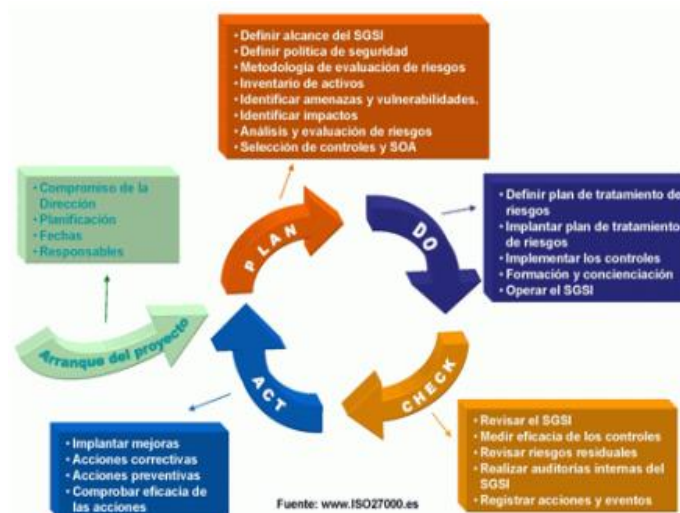 • Definir alcance del SGSI
• Definir política de seguridad
• Metodología de evaluación de riesgos
• Inventario de activos
• Identificar amenazas y vulnerabilidades.
• Identificar impactos
• Análisis y evaluación de riesgos
• Selección de controles y SOA
• Compromiso de la
Dirección
• Planificación
• Fechas
• Responsables
PLAN
DO
• Definir plan de tratamiento de
riesgos
• Implantar plan de tratamiento
de riesgos
• Implementar los controles
• Formación y concienciación
• Operar el SGSI
Arranque del proyecto
ACT
CHECK
• Implantar mejoras
• Acciones correctivas
• Acciones preventivas
• Comprobar eficacia de
las acciones
• Revisar el SGSI
• Medir eficacia de los controles
• Revisar riesgos residuales
• Realizar auditorías internas del
SGSI
• Registrar acciones y eventos
Fuente: www.ISO27000.es